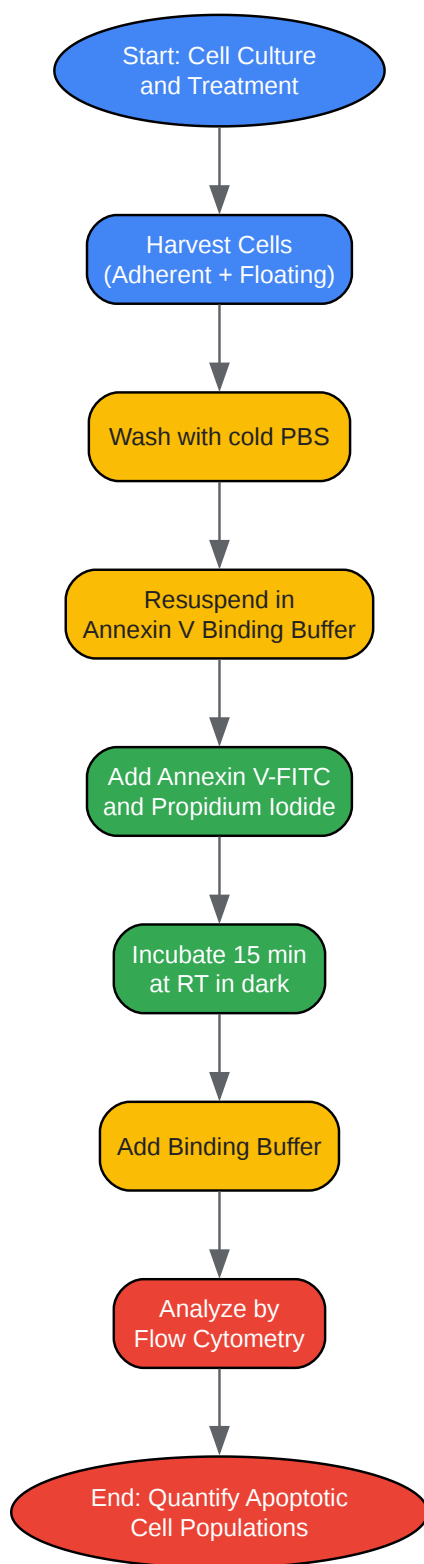 Start: Cell Culture
and Treatment
Harvest Cells
(Adherent + Floating)
Wash with cold PBS
Resuspend in
Annexin V Binding Buffer
Add Annexin V-FITC
and Propidium Iodide
Incubate 15 min
at RT in dark
Add Binding Buffer
Analyze by
Flow Cytometry
End: Quantify Apoptotic
Cell Populations